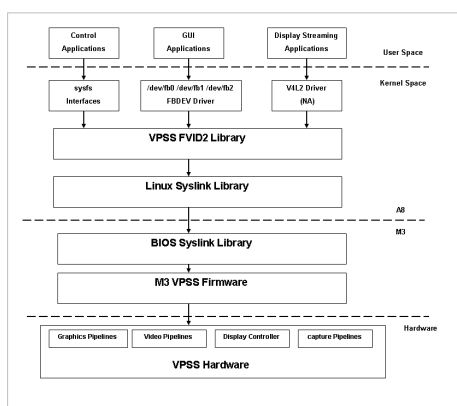 Control
Applications
GUI
Applications
Display Streaming
Applications
User Space
Kernel Space
sysfs
Interfaces
/dev/fb0 /dev/fb1 /dev/fb2
FBDEV Driver
V4L2 Driver
(NA)
VPSS FVID2 Library
Linux Syslink Library
A8
M3
BIOS Syslink Library
M3 VPSS Firmware
Hardware
Graphics Pipelines
Video Pipelines
Display Controller
capture Pipelines
VPSS Hardware